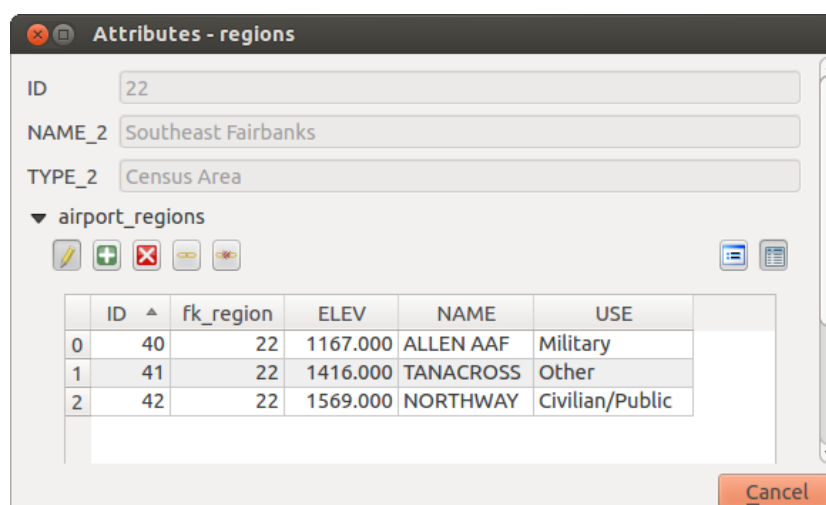 Attributes - regions
ID 22
NAME_2 Southeast Fairbanks
TYPE_2 Census Area
airport_regions
ID fk_region ELEV NAME USE
0 40 22 1167.000 ALLEN AAF Military
1 41 22 1416.000 TANACROSS Other
2 42 22 1569.000 NORTHWAY Civilian/Public
Cancel